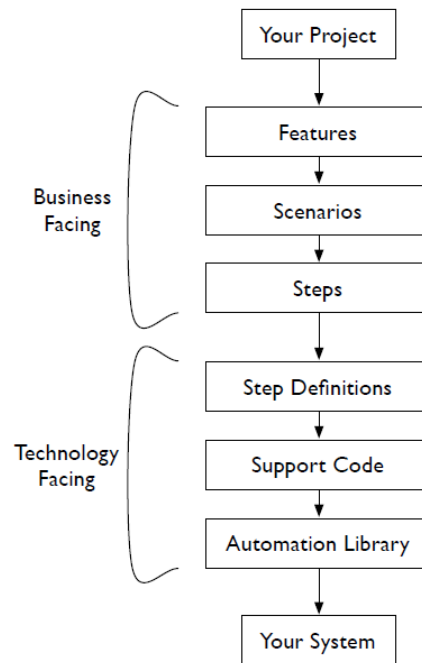 Your Project
Features
Business
Facing
Scenarios
Steps
Step Definitions
Technology
Facing
Support Code
Automation Library
Your System